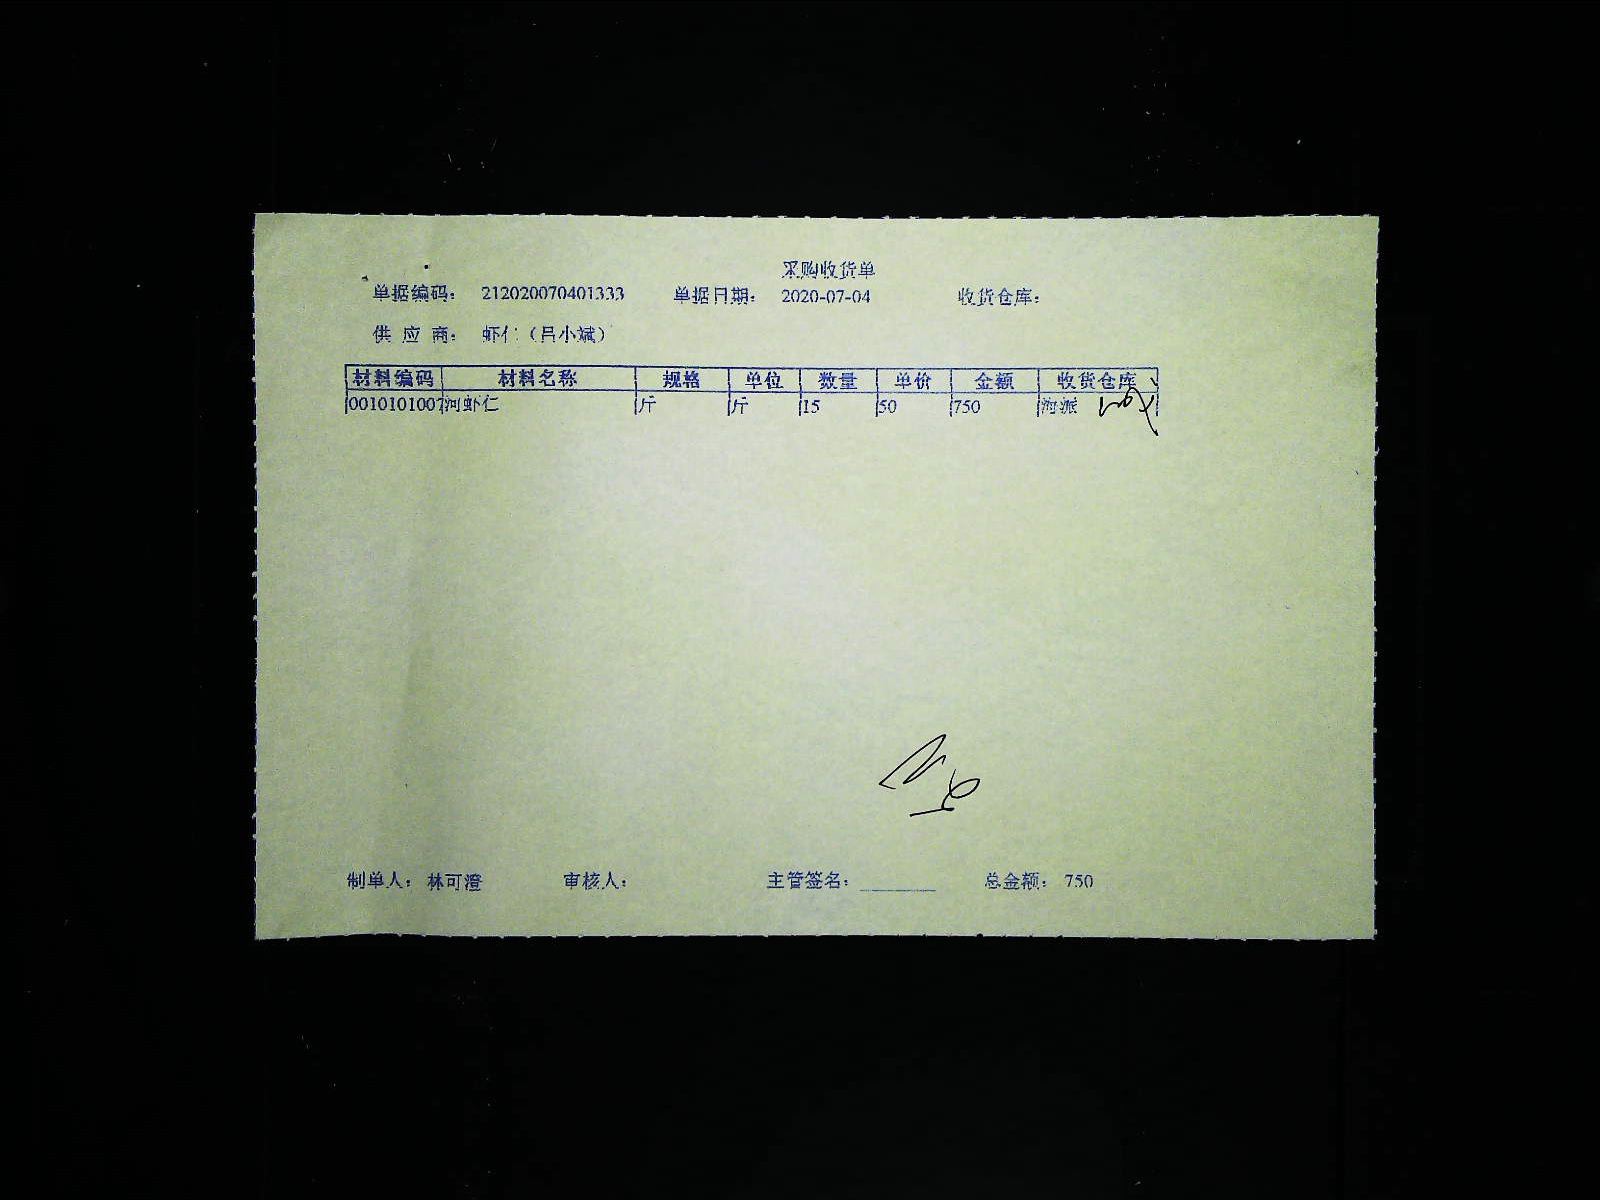 采购收货单
单据编码： 212020070401333 单据日期： 2020-07-04 收货仓库：
供 应 商： 虾仁（吕小斌）
材料编码 材料名称 规格 单位 数量 单价 金额 收货仓库
0010101007 河虾仁 斤 斤 15 50 750 海派
制单人： 林可澄 审核人： 主管签名： 总金额： 750